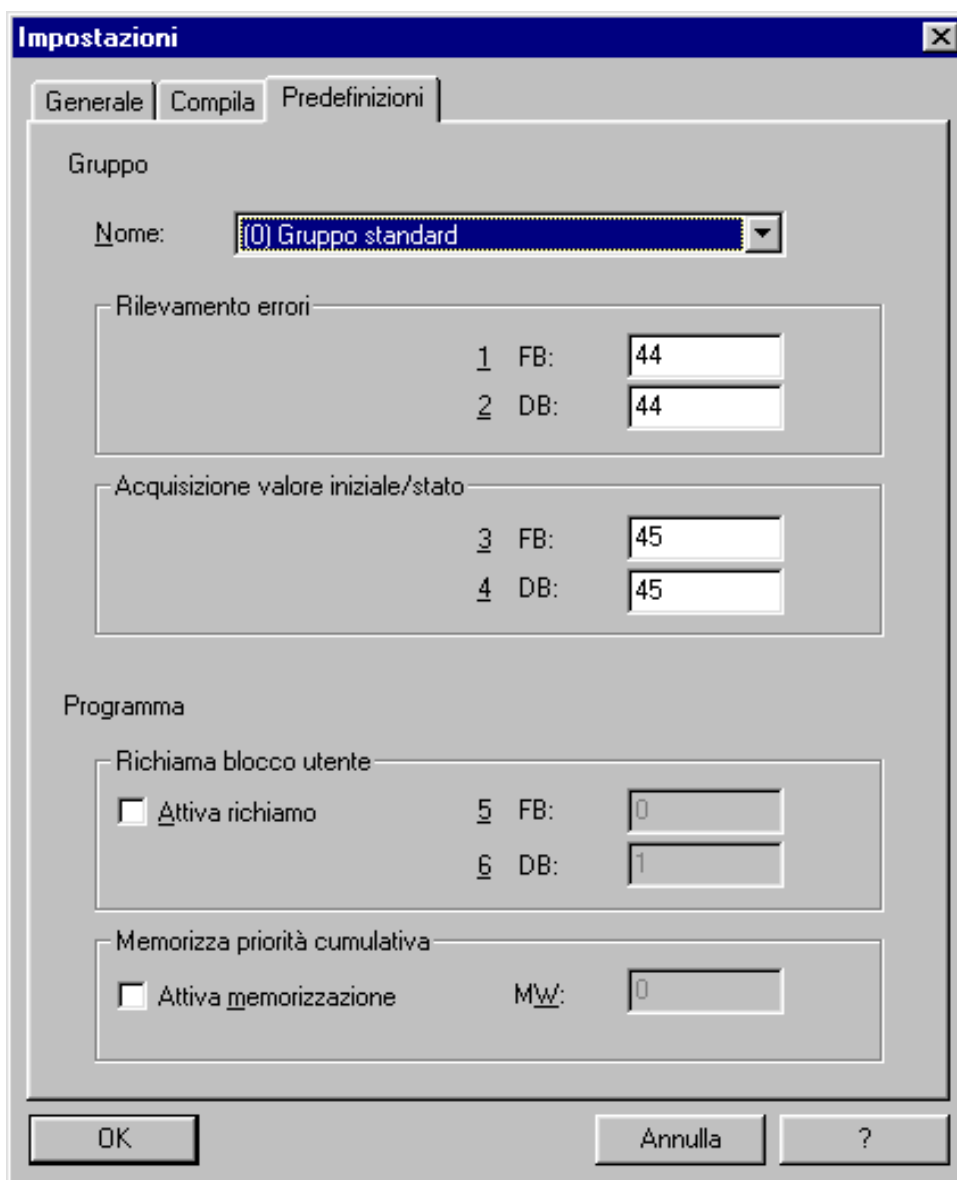 Impostazioni
Generale Compila Predefinizioni
Gruppo
Nome: (0) Gruppo standard
Rilevamento errori
1 FB: 44
2 DB: 44
Acquisizione valore iniziale/stato
3 FB: 45
4 DB: 45
Programma
Richiama blocco utente
Attiva richiamo 5 FB: 0
6 DB: 1
Memorizza priorità cumulativa
Attiva memorizzazione MW: 0
OK Annulla ?